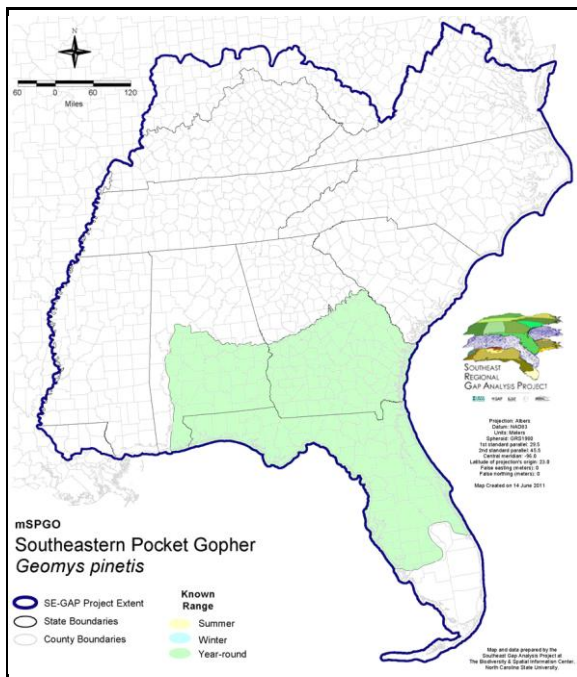 N
60 0 60 120
Miles
SOUTHEAST
REGIONAL
GAP ANALYSIS PROJECT
Projection: Albers
Datum: NAD83
Units: Meters
Spheroid: GRS1980
1st standard parallel: 29.5
2nd standard parallel: 45.5
Central meridian: -96.0
Latitude of projection's origin: 23.0
False easting (meters): 0
False northing (meters): 0
Map Created on 14 June 2011
mSPGO
Southeastern Pocket Gopher
Geomys pinetis
SE-GAP Project Extent
State Boundaries
County Boundaries
Known
Range
Summer
Winter
Year-round
Map and data prepared by the
Southeast Gap Analysis Project at
The Biodiversity & Spatial Information Center,
North Carolina State University.